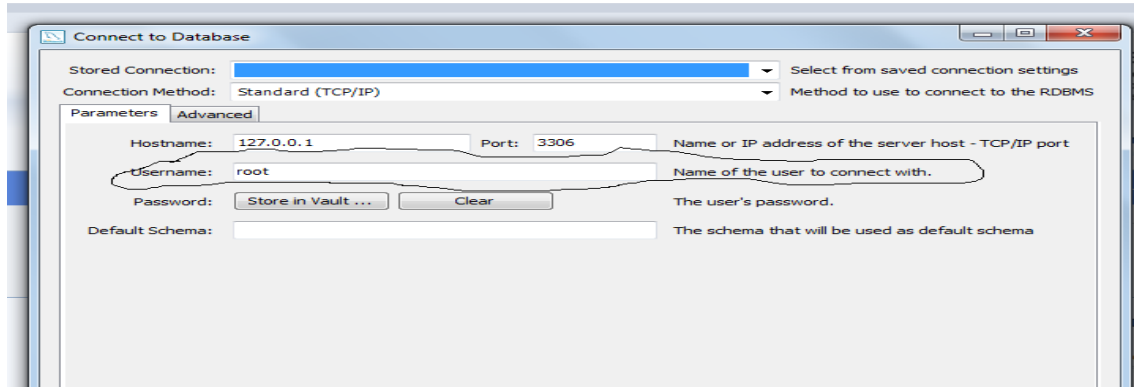 Connect to Database
Stored Connection: Select from saved connection settings
Connection Method: Standard (TCP/IP) Method to use to connect to the RDBMS
Parameters Advanced
Hostname: 127.0.0.1 Port: 3306 Name or IP address of the server host - TCP/IP port
Username: root Name of the user to connect with.
Password: Store in Vault ... Clear The user's password.
Default Schema: The schema that will be used as default schema